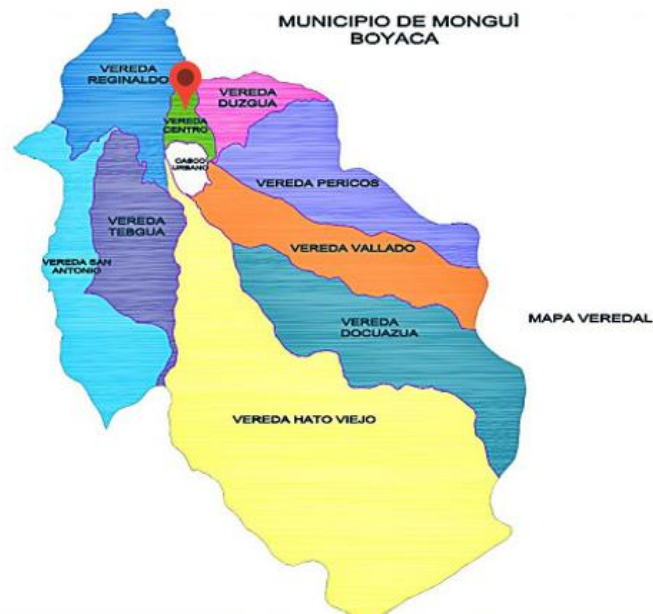 MUNICIPIO DE MONGUÌ
BOYACA
VEREDA
REGINALDO
VEREDA
DUZGUA
VEREDA
CENTRO
CASCO
URBANO
VEREDA PERICOS
VEREDA
TEBGUA
VEREDA VALLADO
VEREDA SAN
ANTONIO
VEREDA
DOCUAZUA
MAPA VEREDAL
VEREDA HATO VIEJO